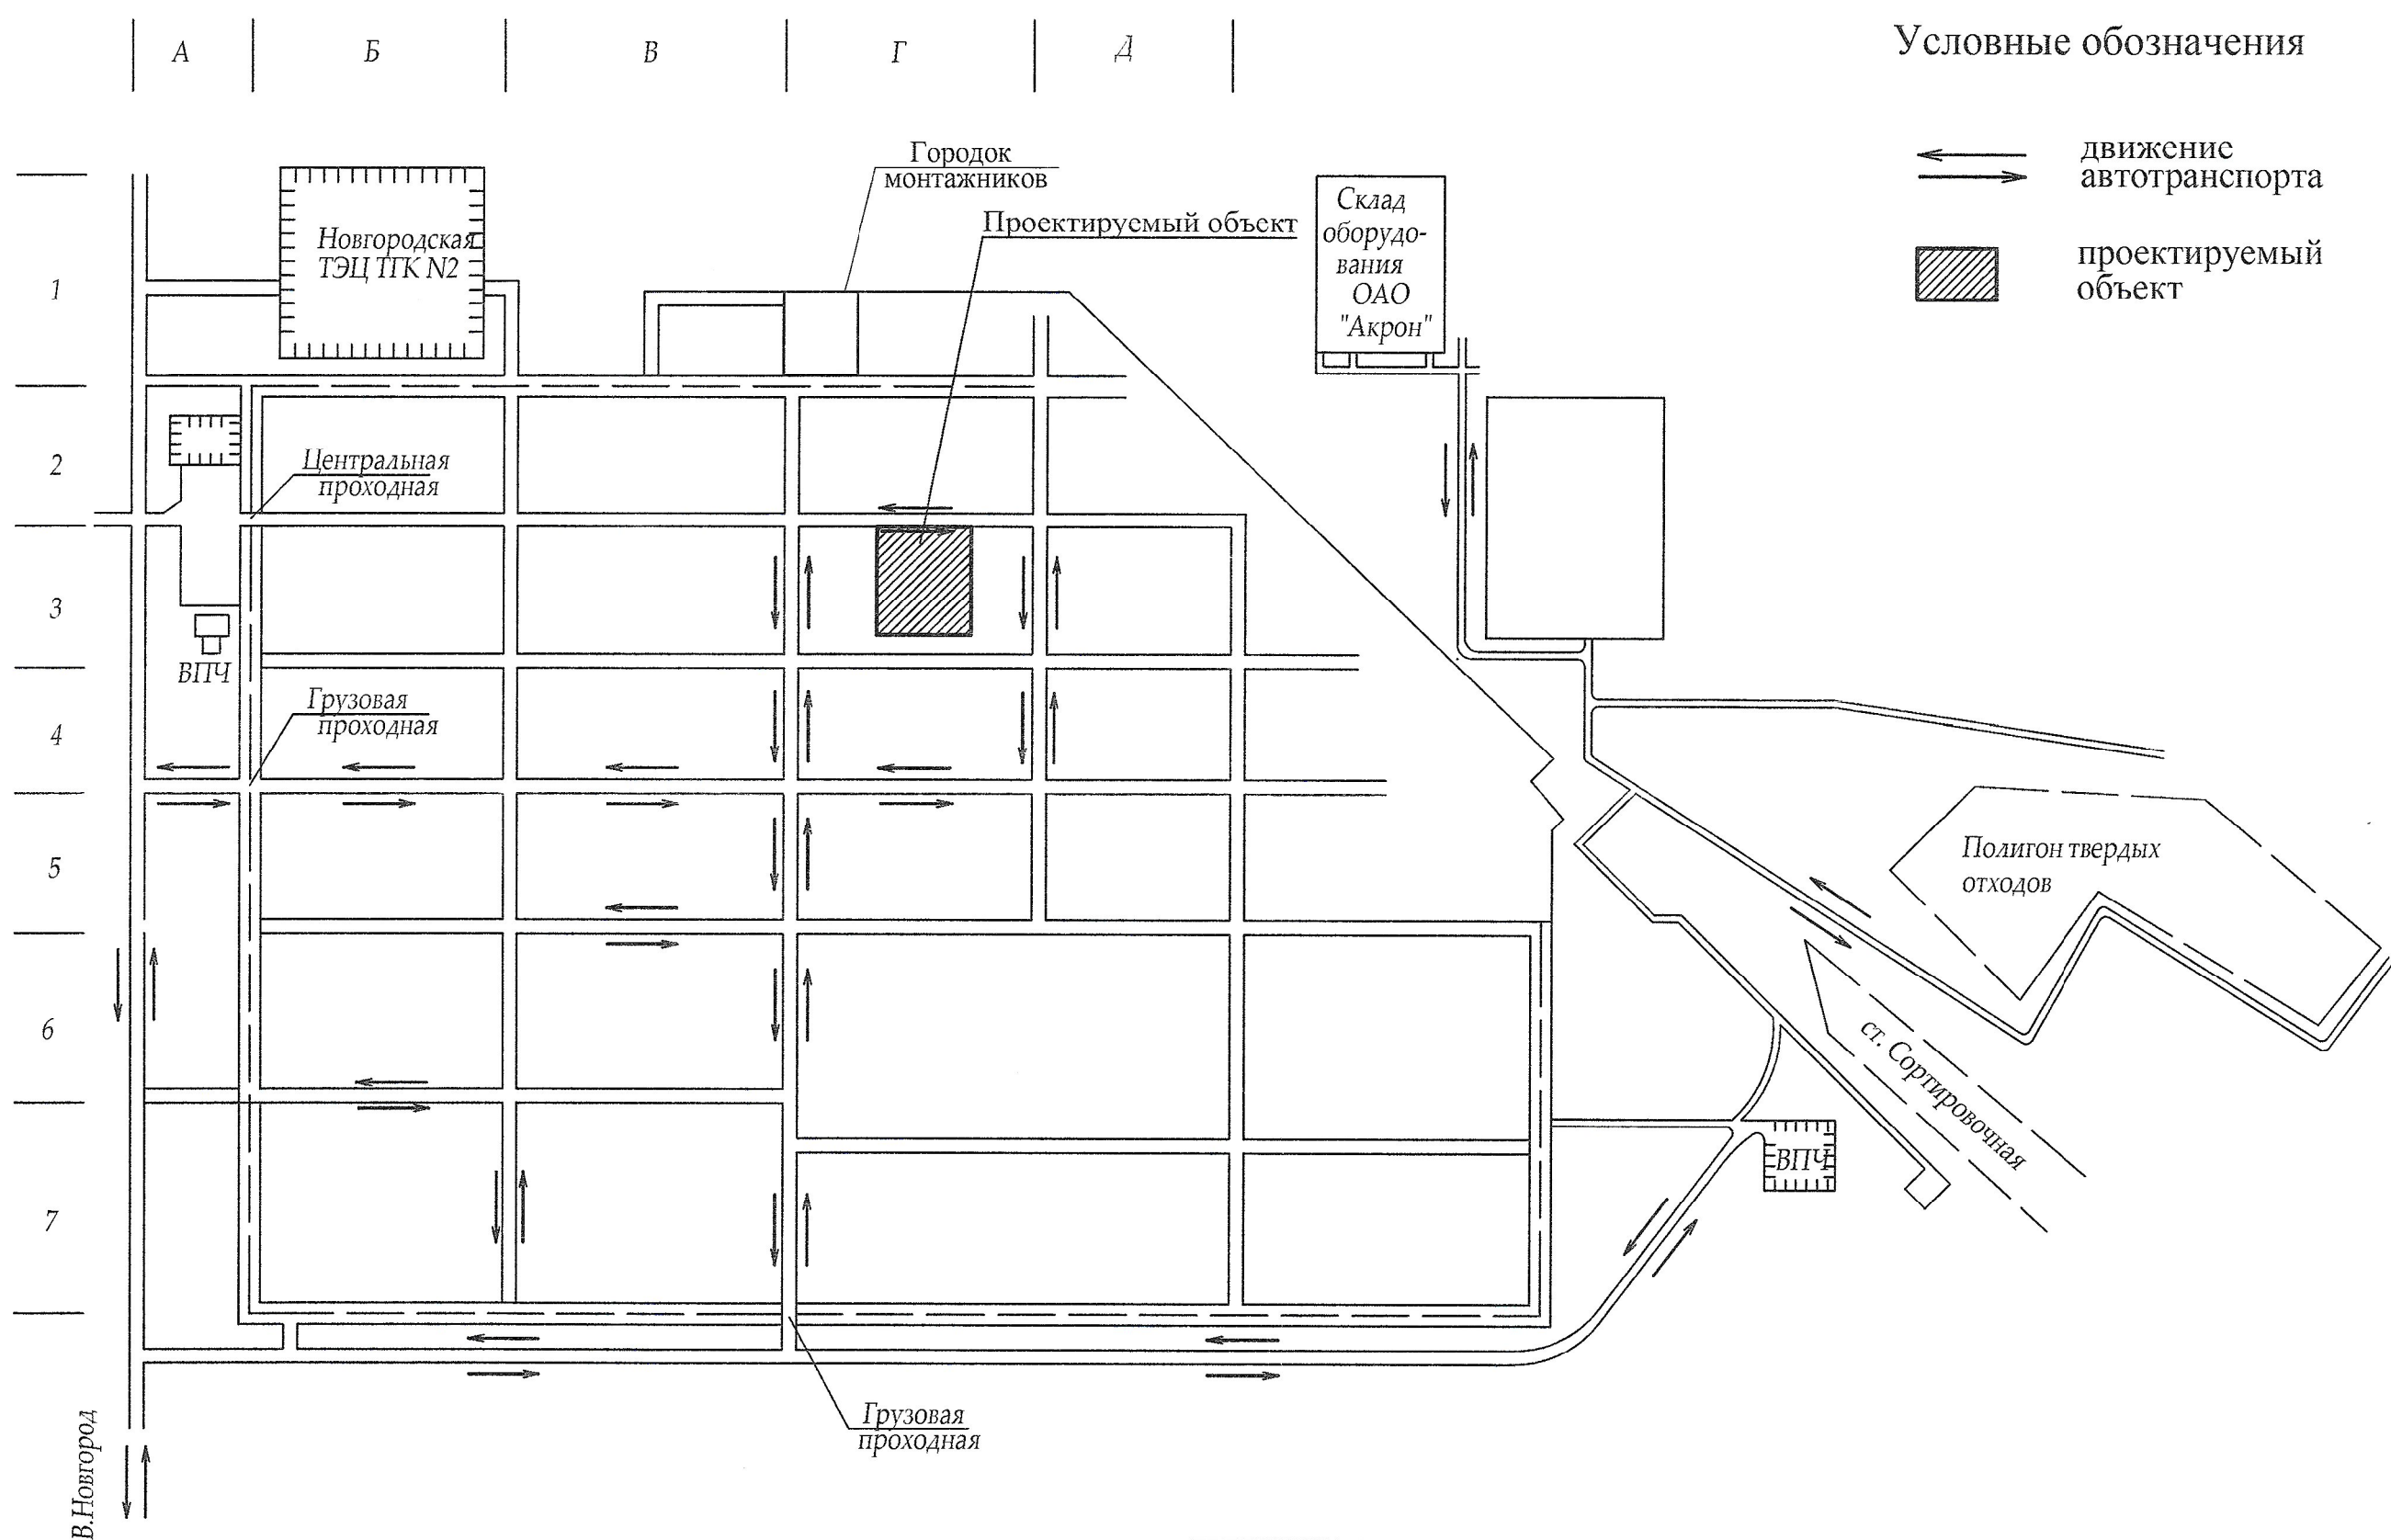 А Б В Г Д
Условные обозначения
движение
автотранспорта
проектируемый
объект
Городок
монтажников
Проектируемый объект
Склад
оборудо-
вания
ОАО
"Акрон"
Новгородская
ТЭЦ ТГК N2
1
2
Центральная
проходная
3
ВПЧ
Грузовая
проходная
4
5
Полигон твердых
отходов
6
ст. Сортировочная
ВПЧ
7
Грузовая
проходная
В.Новгород